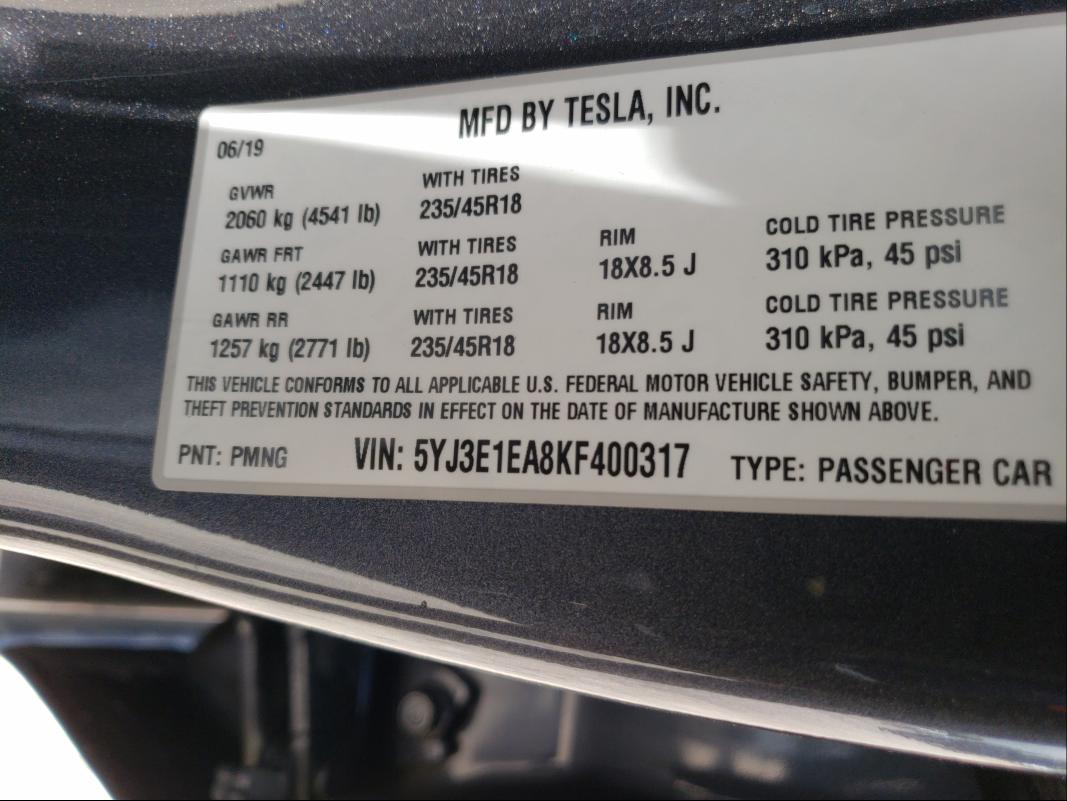 MFD BY TESLA, INC.
06/19
GVWR WITH TIRES
2060 kg (4541 lb) 235/45R18
GAWR FRT WITH TIRES RIM COLD TIRE PRESSURE
1110 kg (2447 lb) 235/45R18 18X8.5 J 310 kPa, 45 psi
GAWR RR WITH TIRES RIM COLD TIRE PRESSURE
1257 kg (2771 lb) 235/45R18 18X8.5 J 310 kPa, 45 psi
THIS VEHICLE CONFORMS TO ALL APPLICABLE U.S. FEDERAL MOTOR VEHICLE SAFETY, BUMPER, AND
THEFT PREVENTION STANDARDS IN EFFECT ON THE DATE OF MANUFACTURE SHOWN ABOVE.
PNT: PMNG VIN: 5YJ3E1EA8KF400317 TYPE: PASSENGER CAR